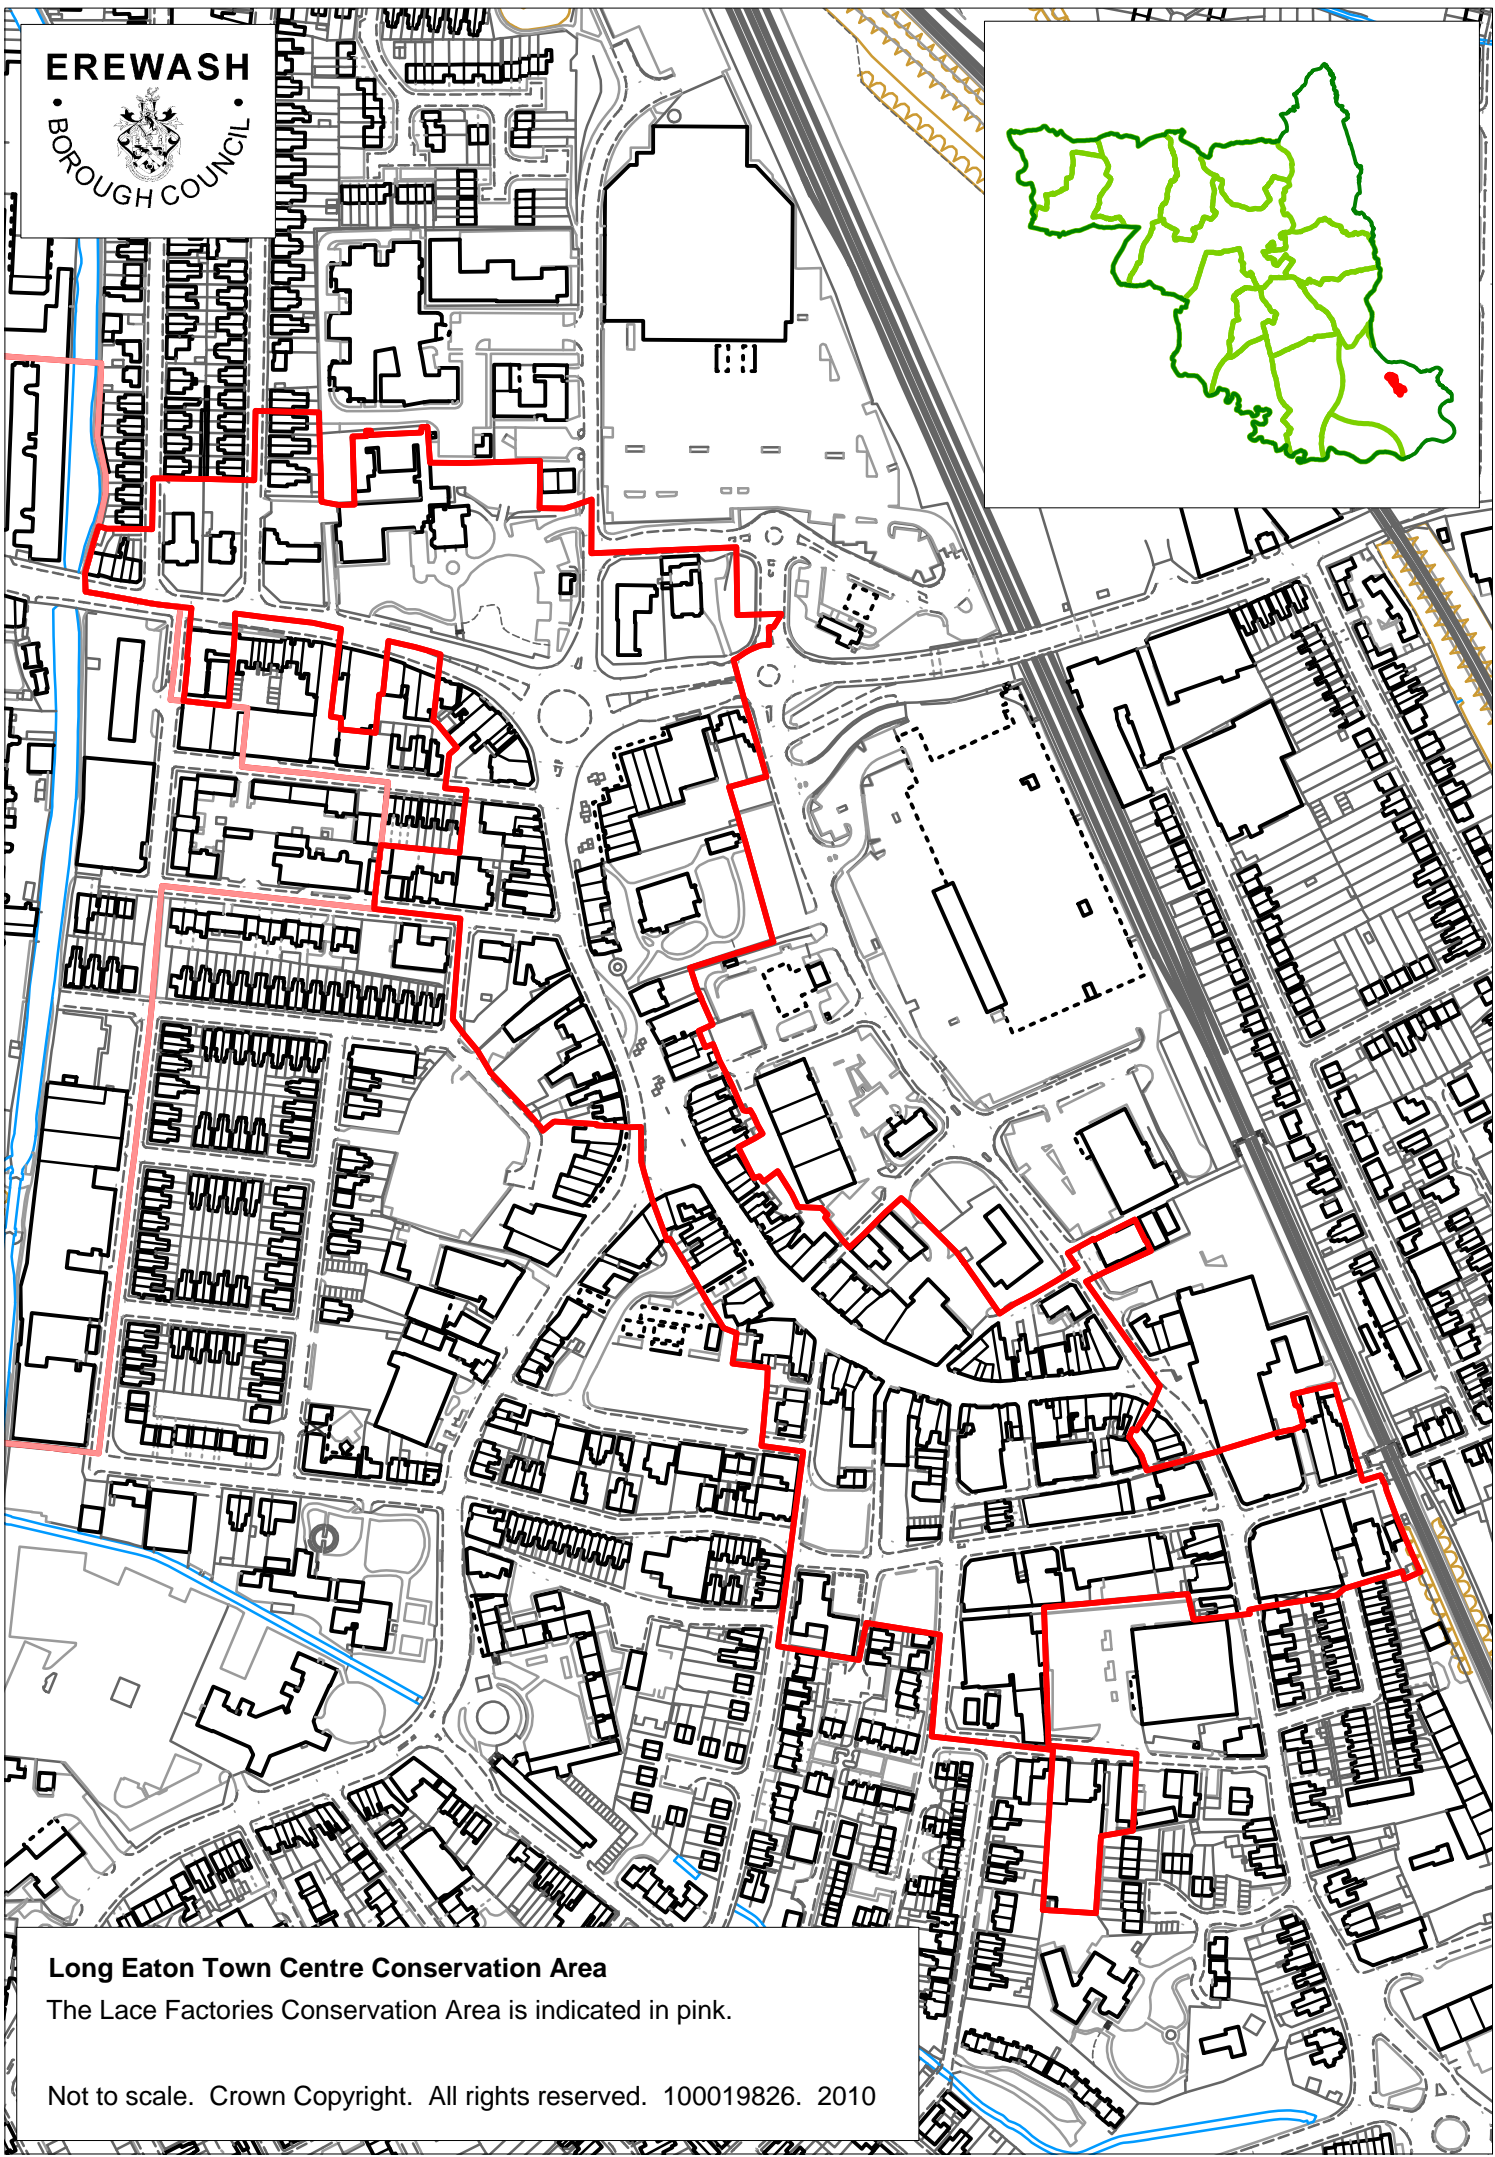 EREWASH
• BOROUGH COUNCIL •
Long Eaton Town Centre Conservation Area
The Lace Factories Conservation Area is indicated in pink.
Not to scale. Crown Copyright. All rights reserved. 100019826. 2010